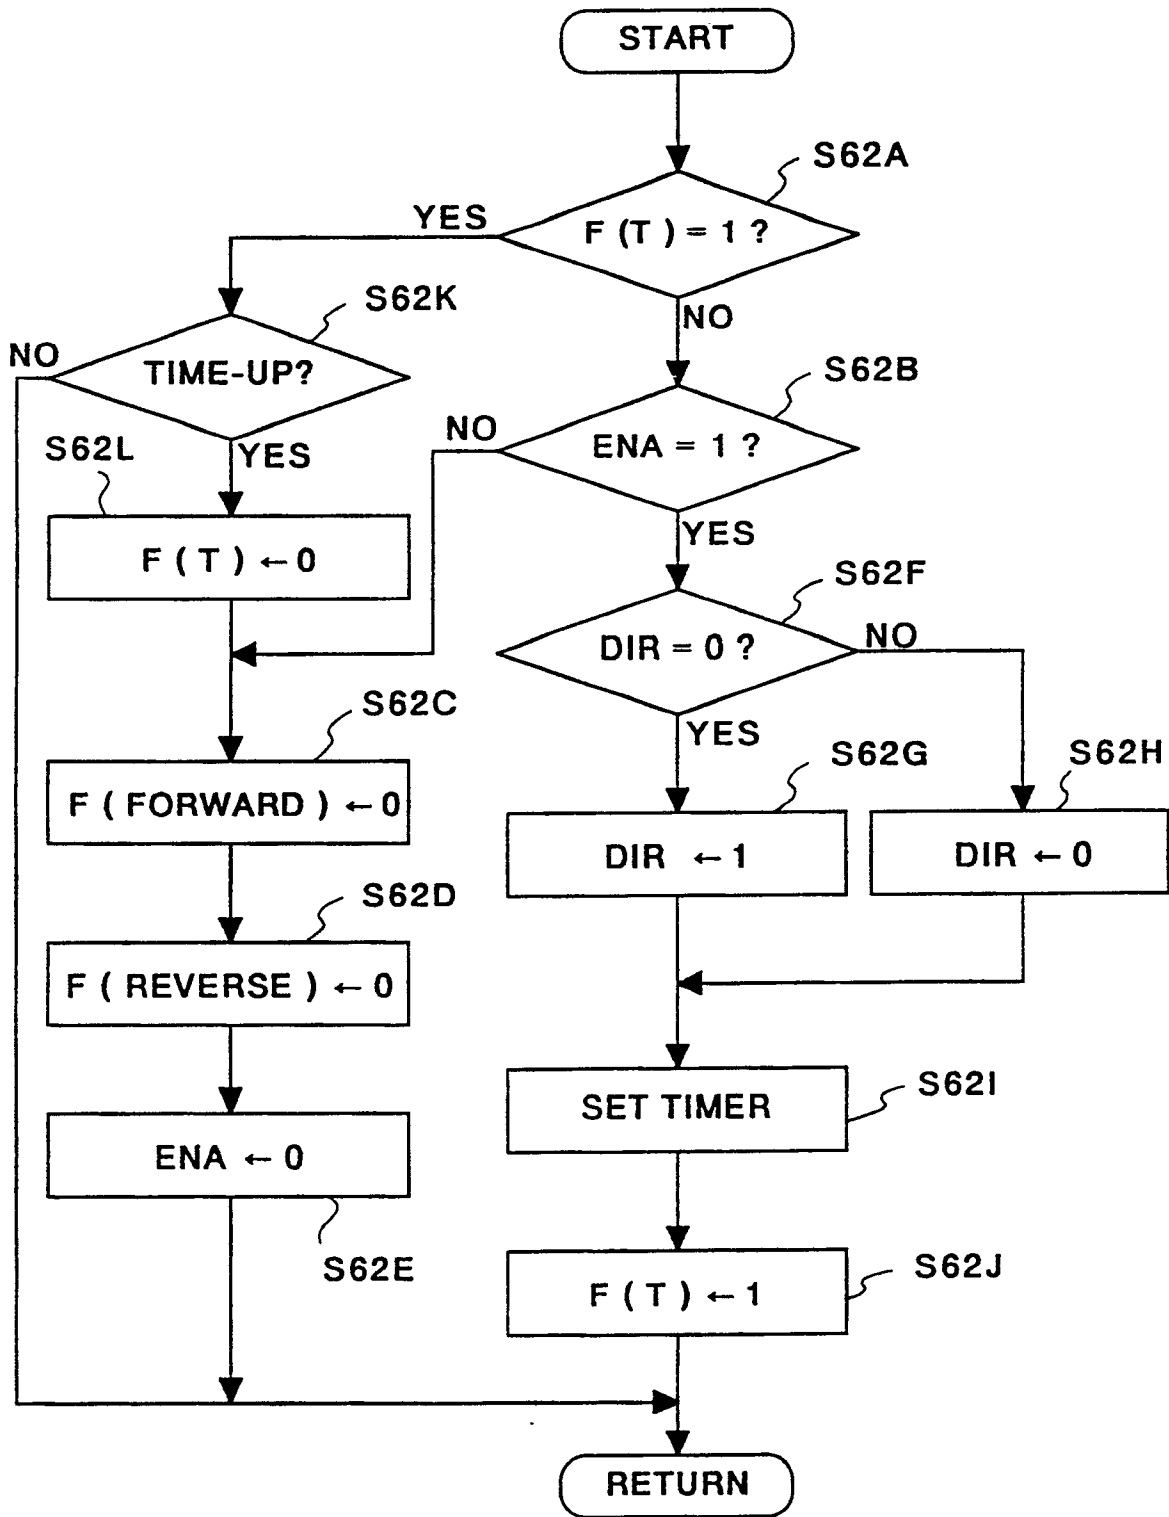 START
S62A
YES
F (T) = 1 ?
S62K
NO
NO
TIME-UP?
S62B
S62L
YES
NO
ENA = 1 ?
YES
F ( T ) ← 0
S62F
DIR = 0 ?
NO
S62C
YES
S62G
S62H
F ( FORWARD ) ← 0
DIR ← 1
DIR ← 0
S62D
F ( REVERSE ) ← 0
SET TIMER
S62I
ENA ← 0
S62E
F ( T ) ← 1
S62J
RETURN